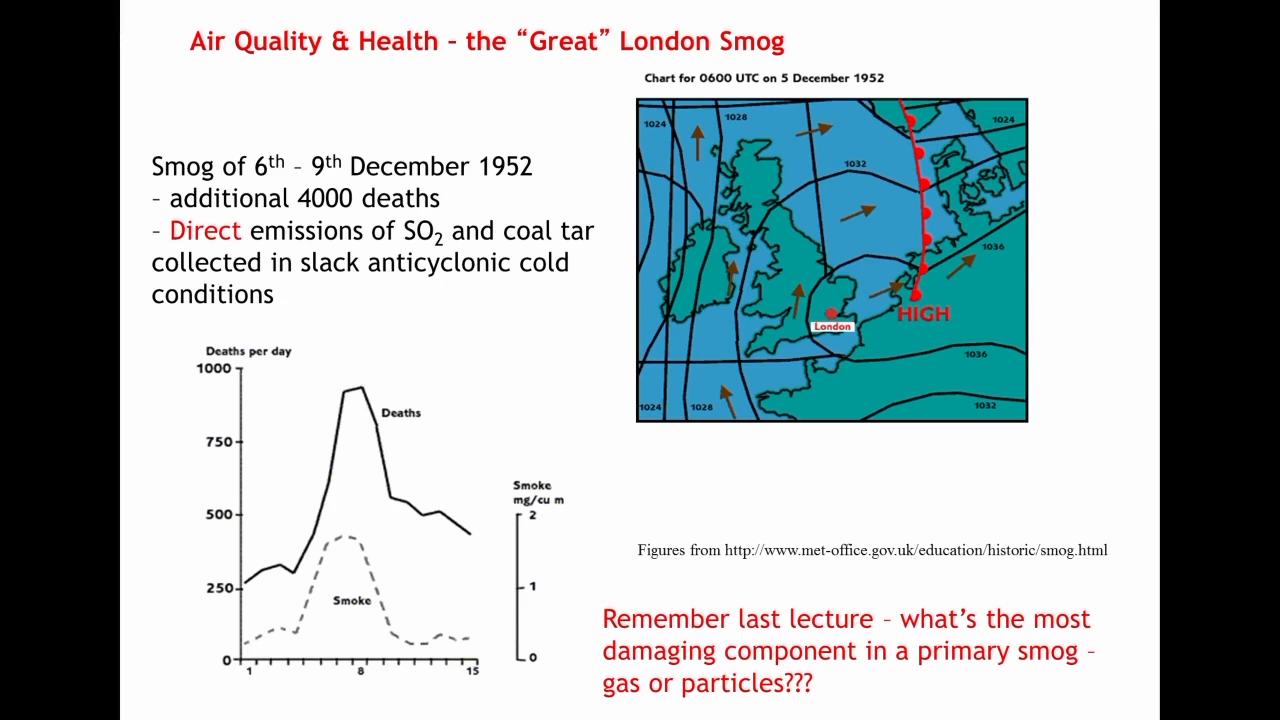 Air Quality & Health – the “Great” London Smog
Chart for 0600 UTC on 5 December 1952
1024
1028
1024
1032
1036
HIGH
London
1036
1032
1024
1028
Smog of 6th – 9th December 1952
– additional 4000 deaths
– Direct emissions of SO2 and coal tar
collected in slack anticyclonic cold
conditions
Deaths per day
1000
Deaths
750
500
250
0
Smoke
1
8
15
Smoke
mg/cu m
2
1
0
Figures from http://www.met-office.gov.uk/education/historic/smog.html
Remember last lecture – what’s the most
damaging component in a primary smog –
gas or particles???